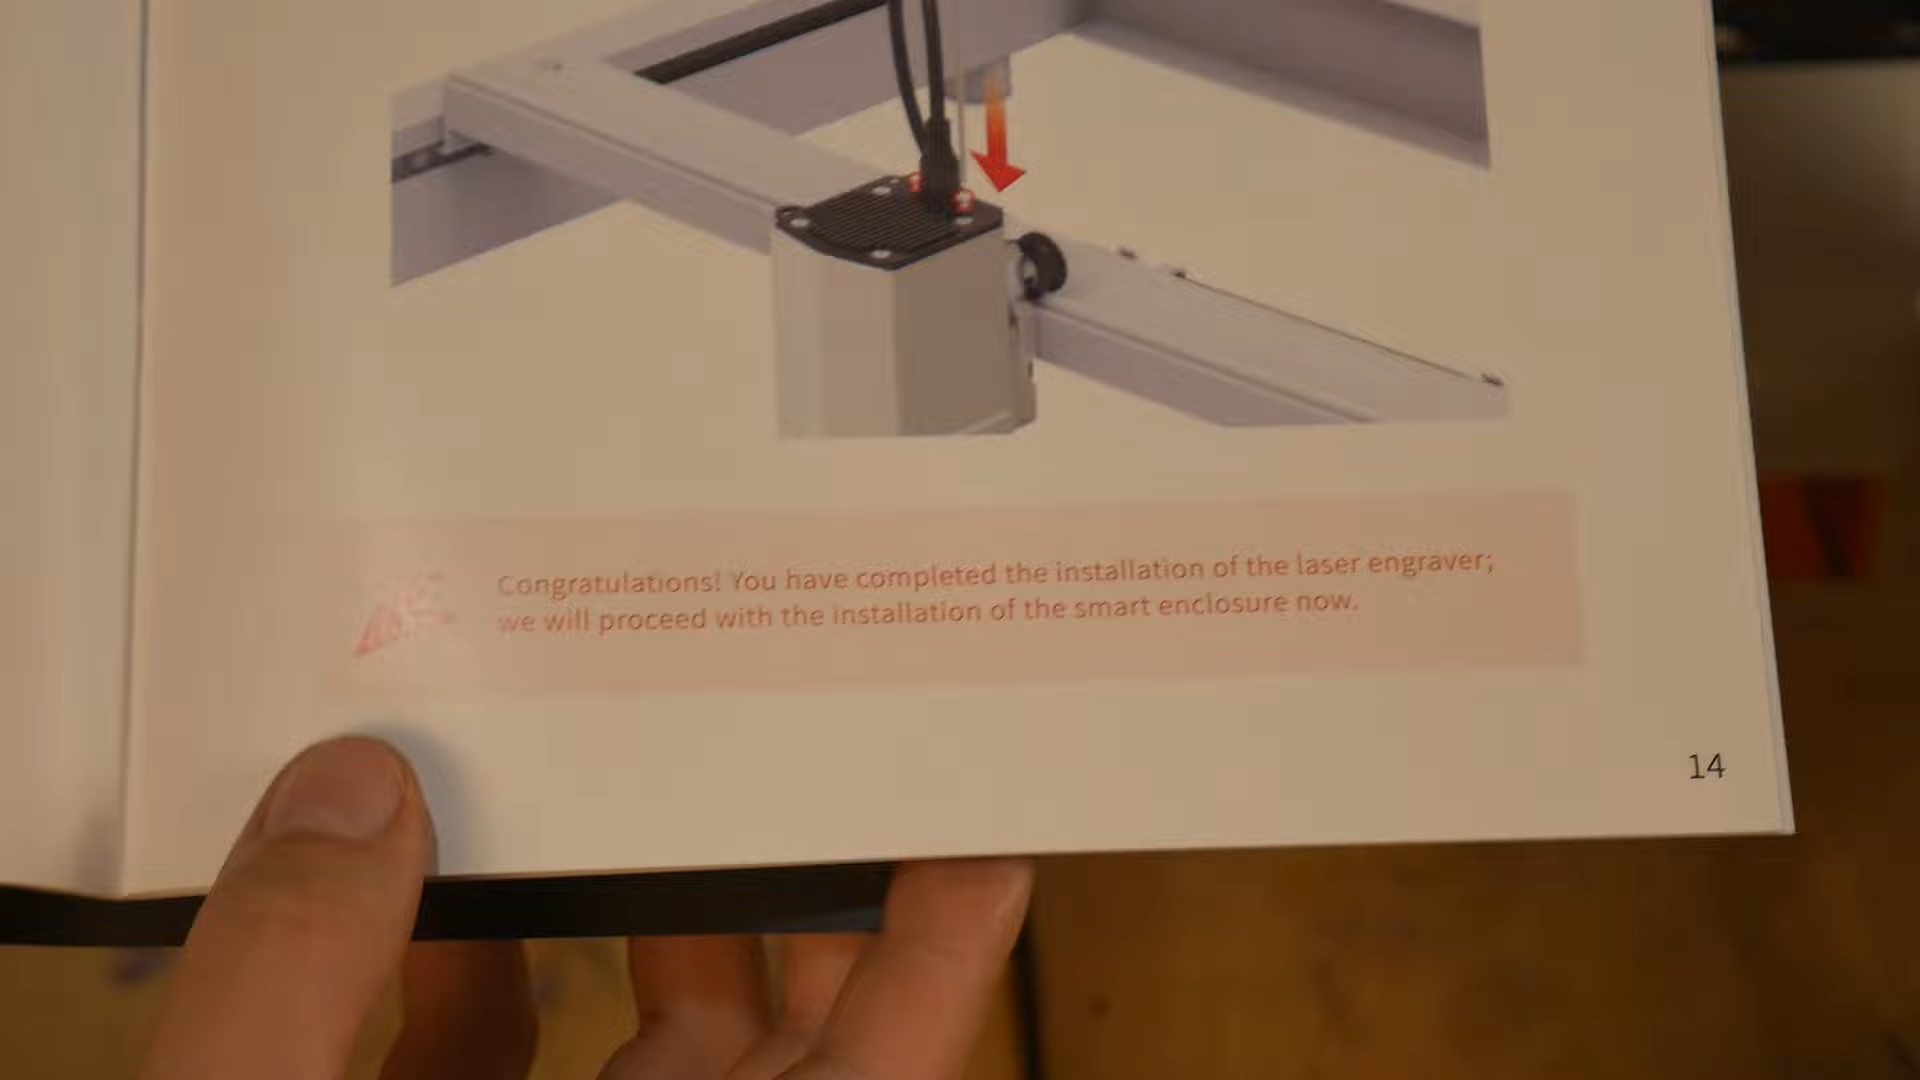 Congratulations! You have completed the installation of the laser engraver;
we will proceed with the installation of the smart enclosure now.
14